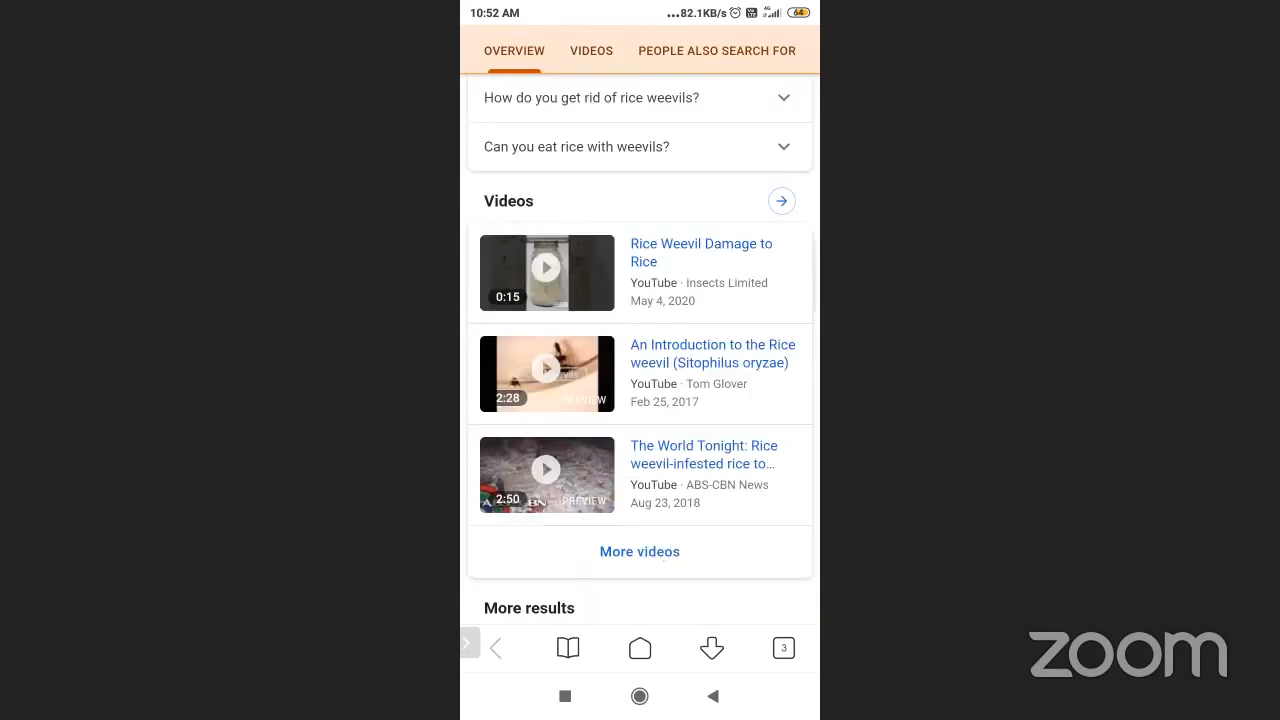 10:52 AM
...82.1KB/s
4G
64
OVERVIEW VIDEOS PEOPLE ALSO SEARCH FOR
How do you get rid of rice weevils?
Can you eat rice with weevils?
Videos
Rice Weevil Damage to
Rice
0:15
YouTube · Insects Limited
May 4, 2020
An Introduction to the Rice
weevil (Sitophilus oryzae)
2:28
PREVIEW
YouTube · Tom Glover
Feb 25, 2017
The World Tonight: Rice
weevil-infested rice to...
2:50
PREVIEW
YouTube · ABS-CBN News
Aug 23, 2018
More videos
More results
3
zoom